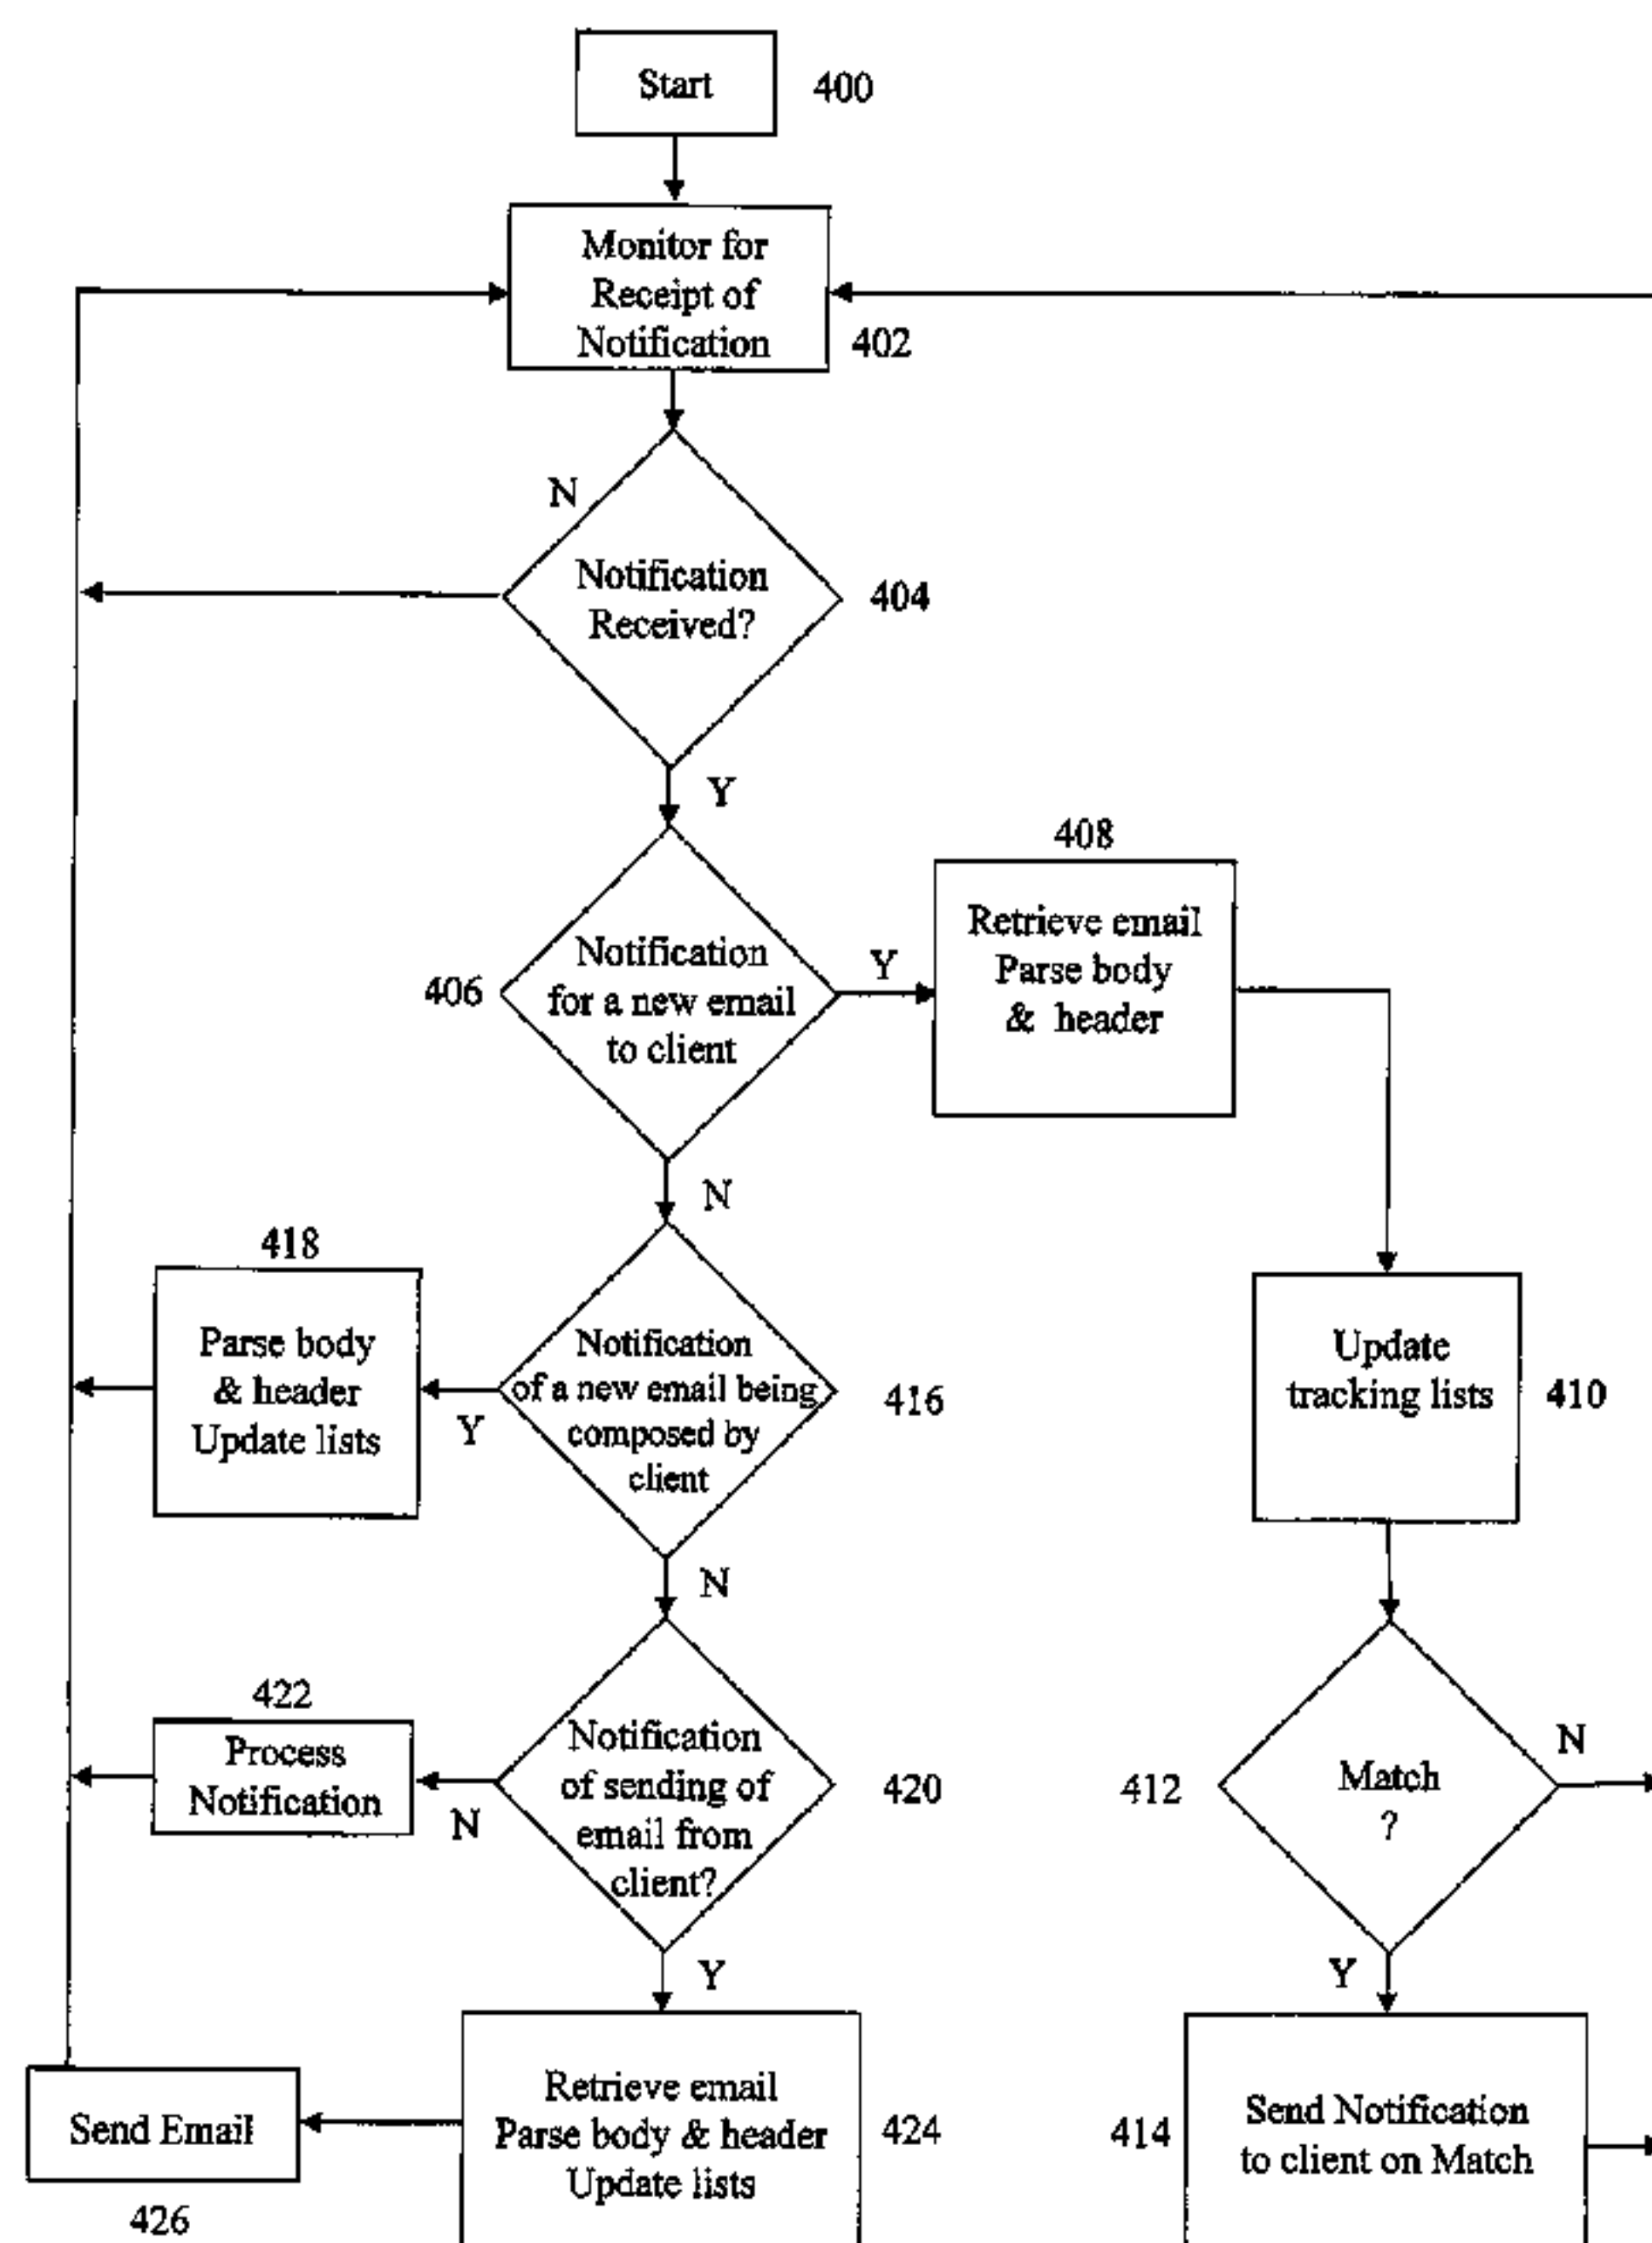 Start
400
Monitor for
Receipt of
Notification
402
N
Notification
Received?
404
Y
408
Retrieve email
Parse body
& header
406
Notification
for a new email
to client
Y
N
418
Parse body
& header
Update lists
Y
Notification
of a new email being
composed by
client
416
Update
tracking lists
410
N
422
Process
Notification
N
Notification
of sending of
email from
client?
420
412
Match
?
N
Y
Y
Send Email
426
Retrieve email
Parse body & header
Update lists
424
414
Send Notification
to client on Match